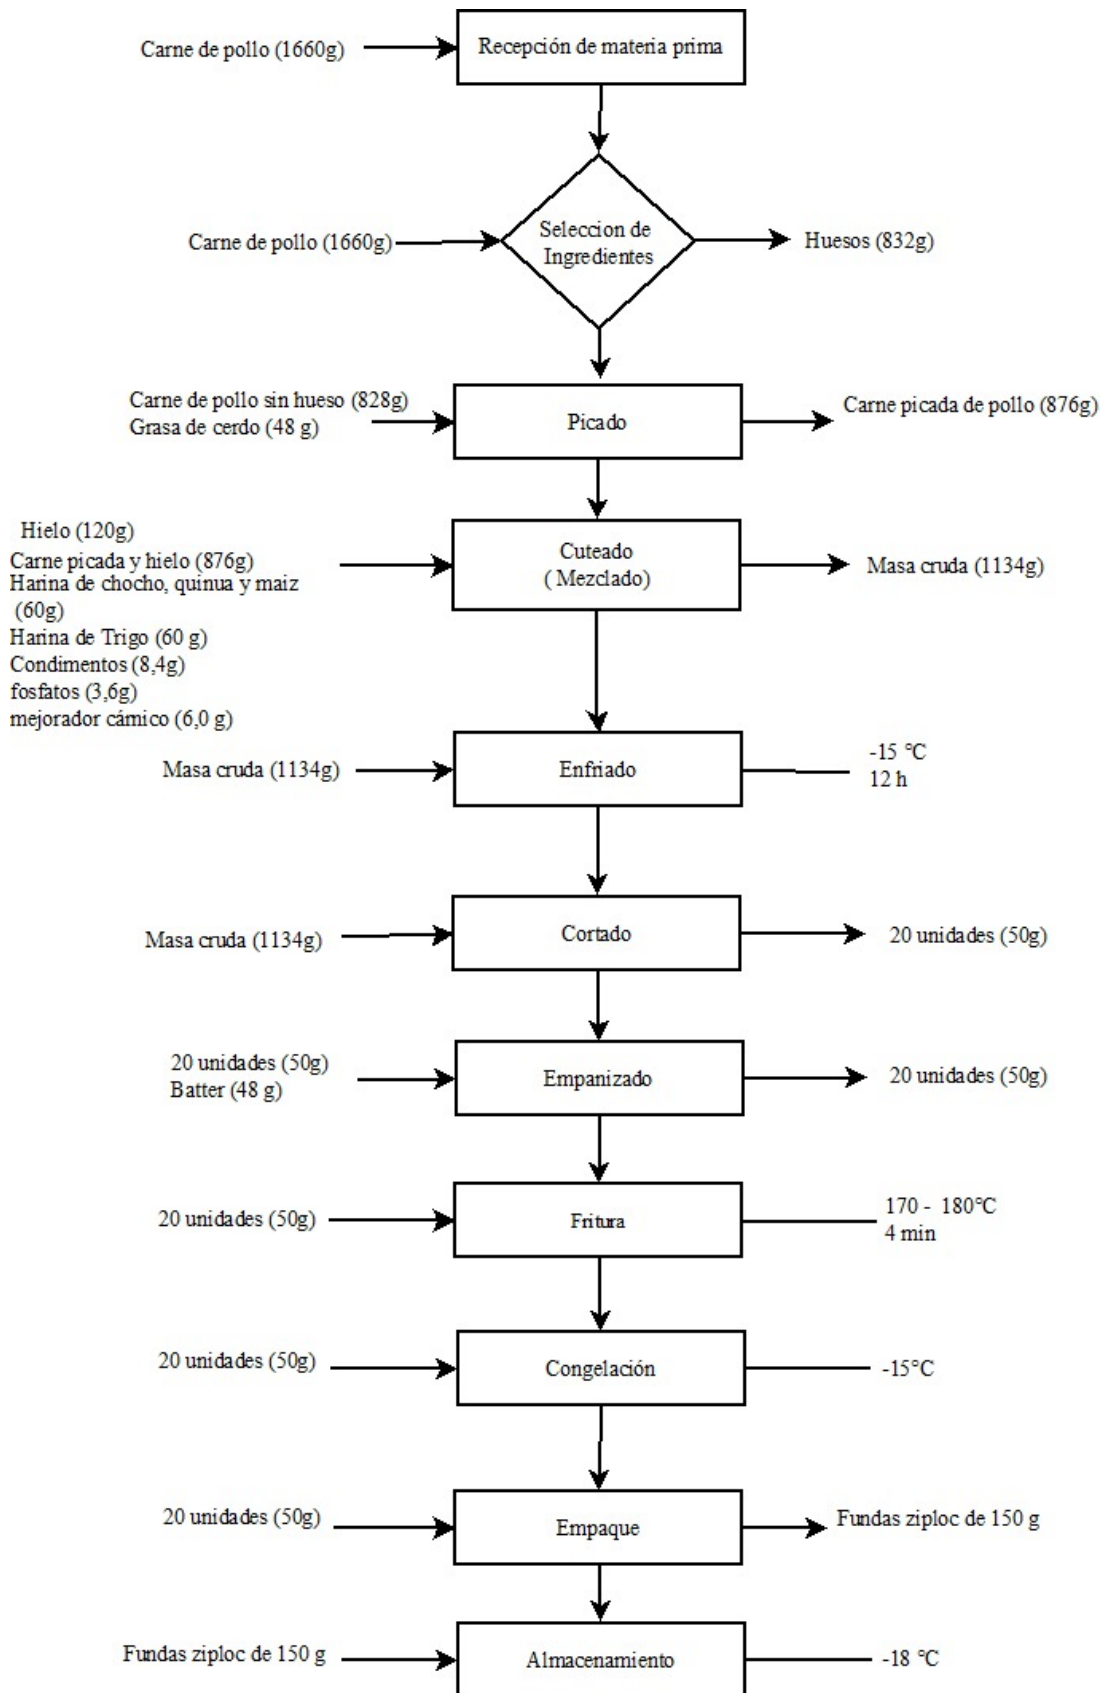 Carne de pollo (1660g)
Recepción de materia prima
Carne de pollo (1660g)
Seleccion de
Ingredientes
Huesos (832g)
Carne de pollo sin hueso (828g)
Grasa de cerdo (48 g)
Picado
Carne picada de pollo (876g)
Hielo (120g)
Carne picada y hielo (876g)
Harina de chocho, quinua y maiz
(60g)
Harina de Trigo (60 g)
Condimentos (8,4g)
fosfatos (3,6g)
mejorador cárnico (6,0 g)
Cuteado
( Mezclado)
Masa cruda (1134g)
Masa cruda (1134g)
Enfriado
-15 °C
12 h
Masa cruda (1134g)
Cortado
20 unidades (50g)
20 unidades (50g)
Batter (48 g)
Empanizado
20 unidades (50g)
20 unidades (50g)
Fritura
170 - 180°C
4 min
20 unidades (50g)
Congelación
-15°C
20 unidades (50g)
Empaque
Fundas ziploc de 150 g
Fundas ziploc de 150 g
Almacenamiento
-18 °C